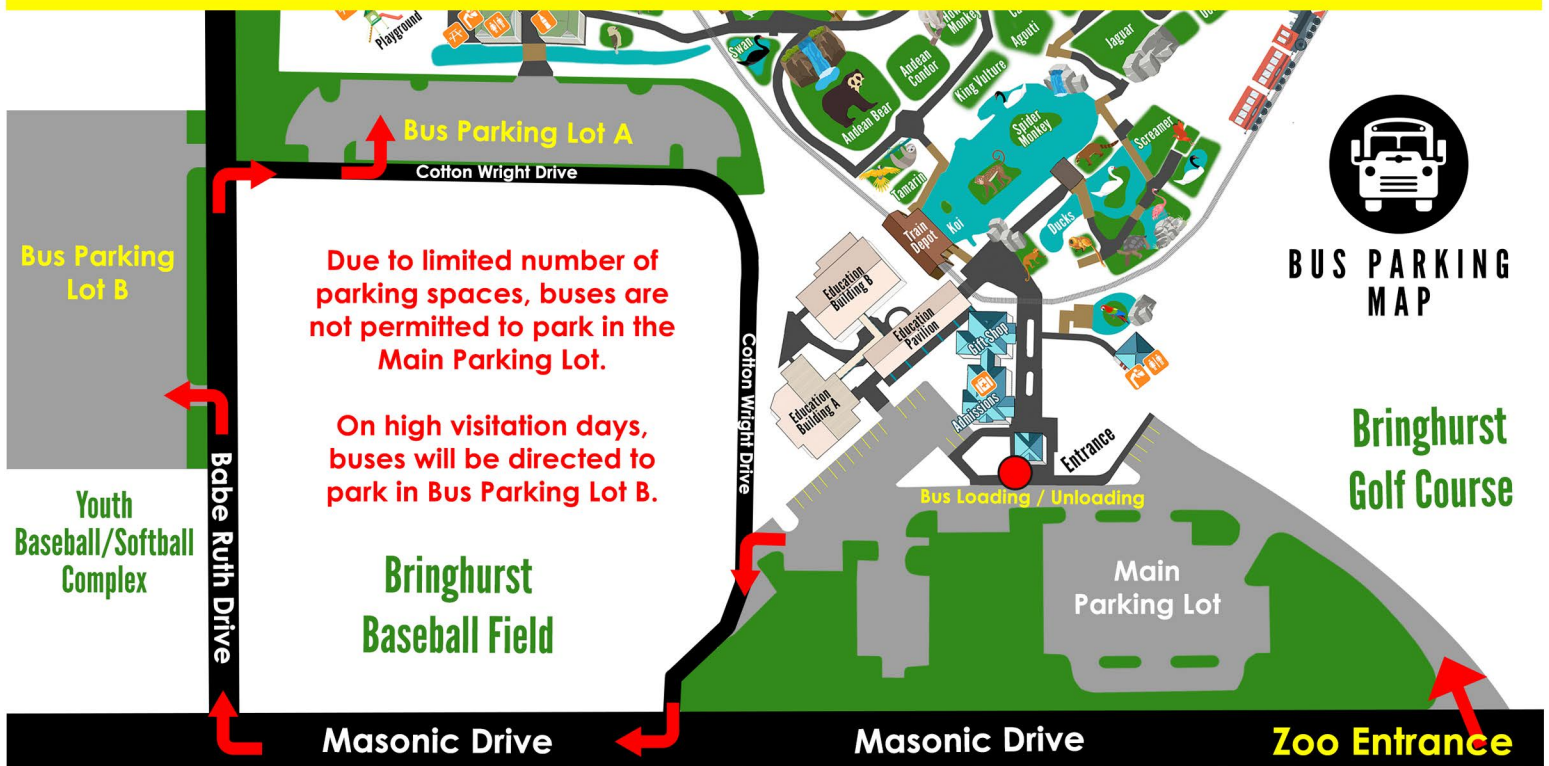 Playground
Swan
Howler
Monkey
Agouti
Jaguar
Andean
Condor
King Vulture
Andean Bear
Spider
Monkey
Screamer
Tamarin
Koi
Ducks
Train
Depot
Bus Parking Lot A
Cotton Wright Drive
Bus Parking
Lot B
Due to limited number of
parking spaces, buses are
not permitted to park in the
Main Parking Lot.
On high visitation days,
buses will be directed to
park in Bus Parking Lot B.
Cotton Wright Drive
Education
Building B
Education
Pavilion
Education
Building A
Gift Shop
Admissions
Entrance
Bus Loading / Unloading
BUS PARKING
MAP
Bringhurst
Golf Course
Youth
Baseball/Softball
Complex
Babe Ruth Drive
Bringhurst
Baseball Field
Main
Parking Lot
Masonic Drive
Masonic Drive
Zoo Entrance